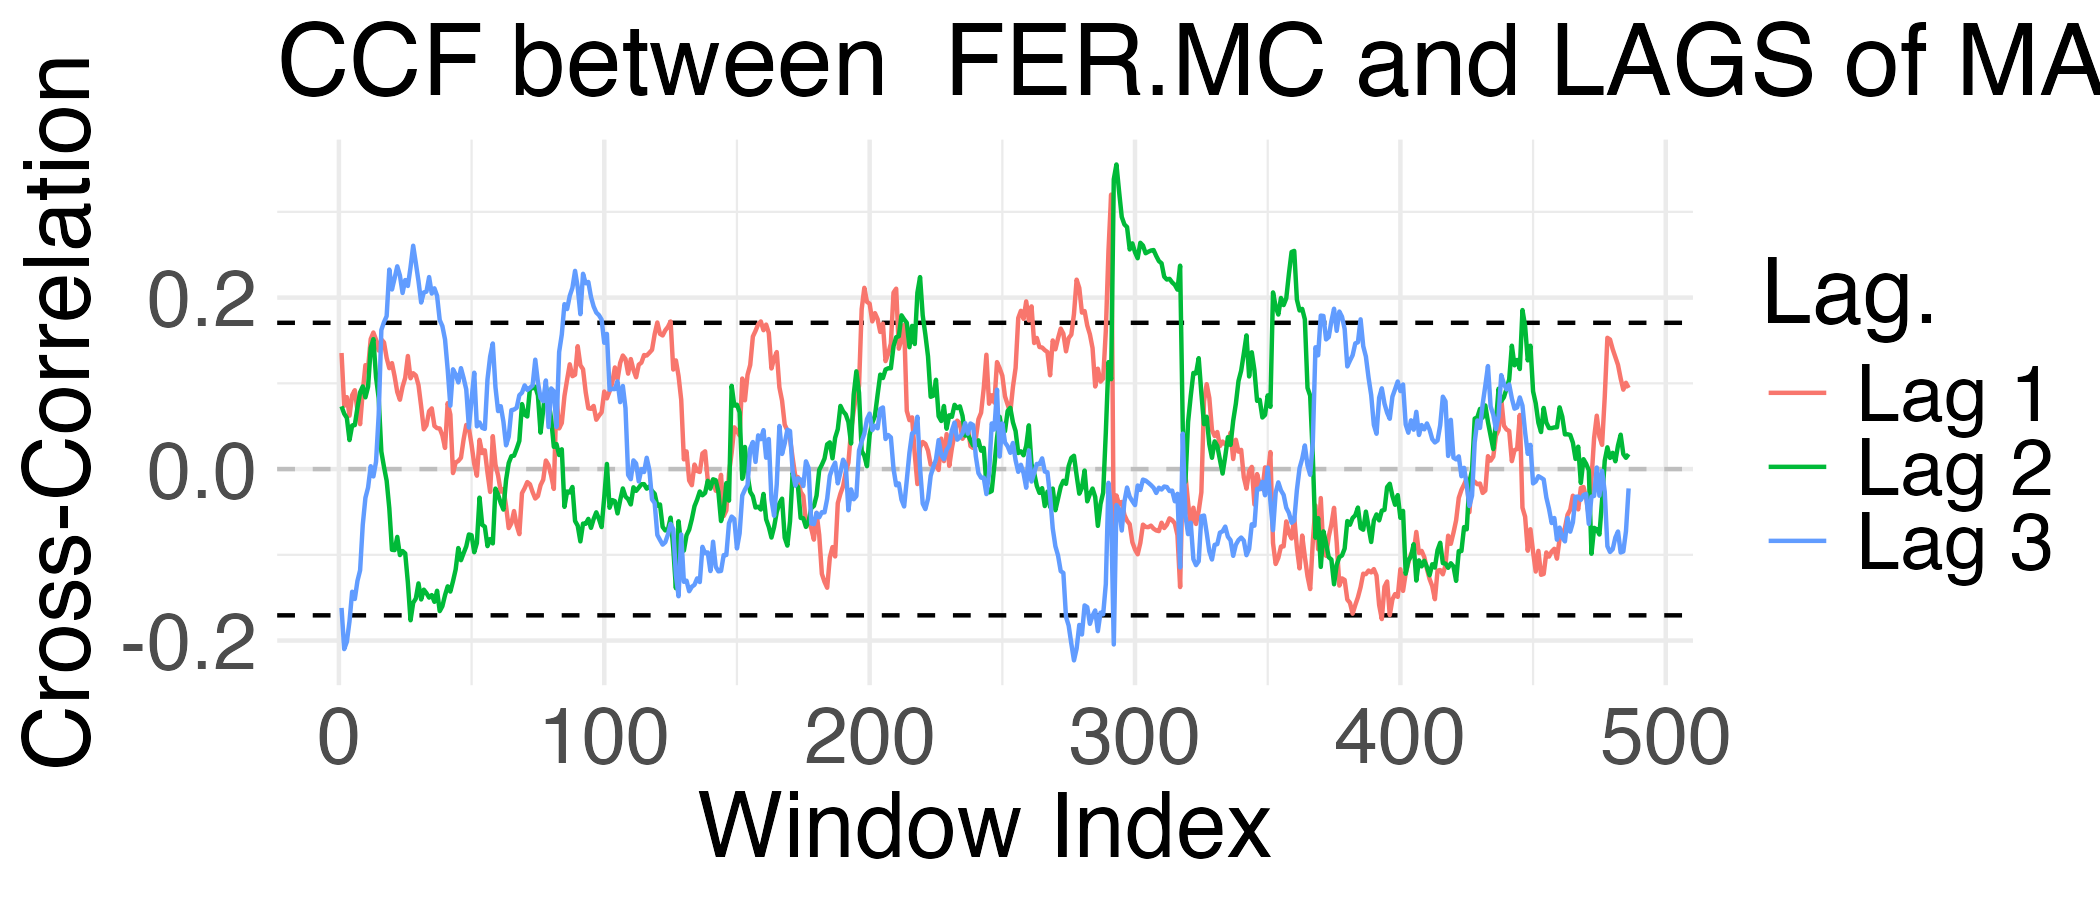 CCF between  FER.MC and LAGS of MA
Cross-Correlation
0.2
0.0
-0.2
0
100
200
300
400
500
Window Index
Lag.
Lag 1
Lag 2
Lag 3